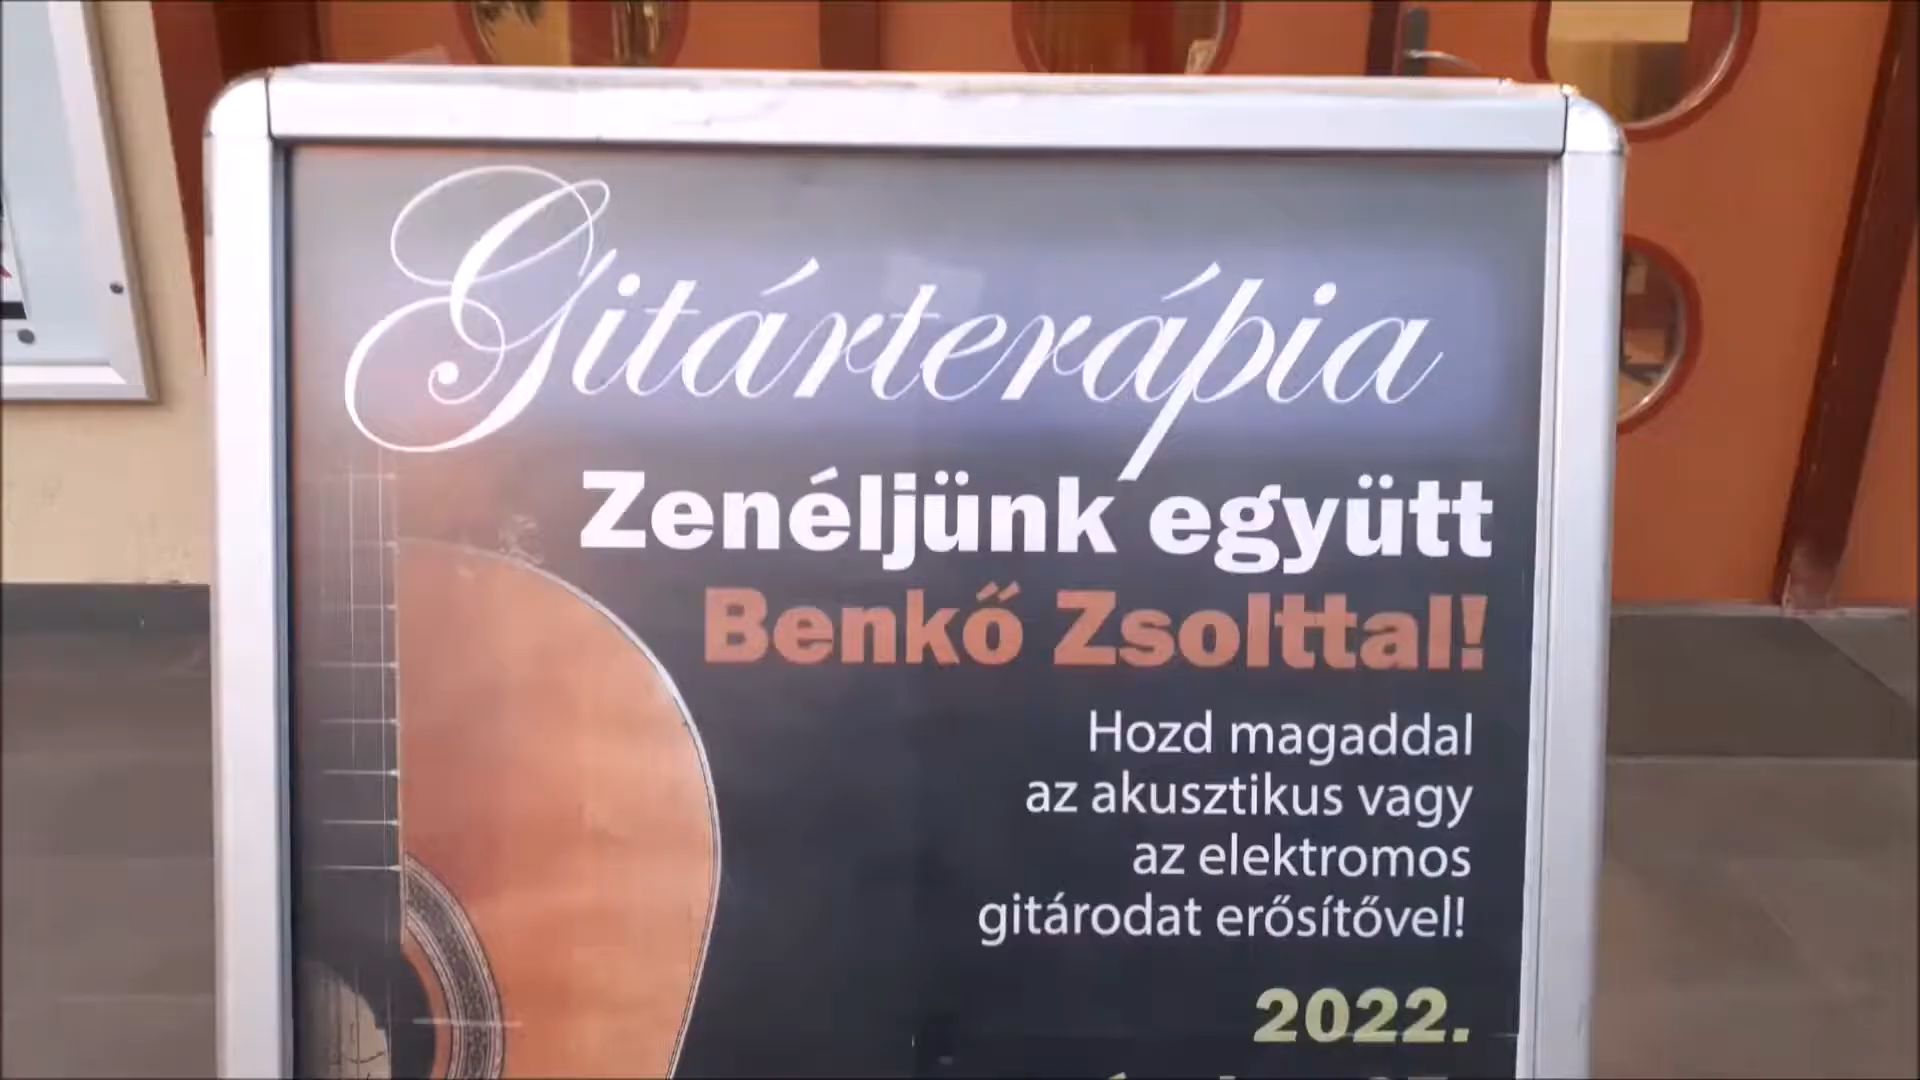 Gitárterápia
Zenéljünk együtt
Benkő Zsolttal!
Hozd magaddal
az akusztikus vagy
az elektromos
gitárodat erősítővel!
2022.